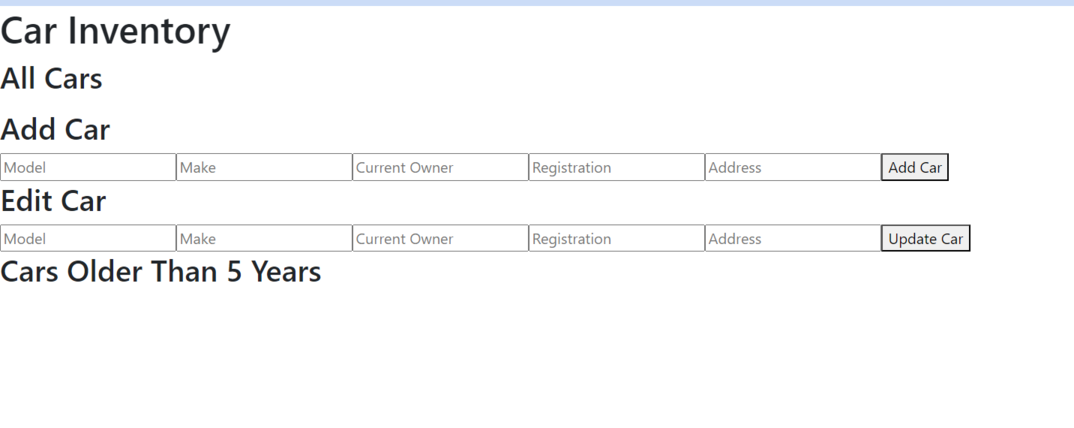 Car Inventory
All Cars
Add Car
Model Make Current Owner Registration Address Add Car
Edit Car
Model Make Current Owner Registration Address Update Car
Cars Older Than 5 Years